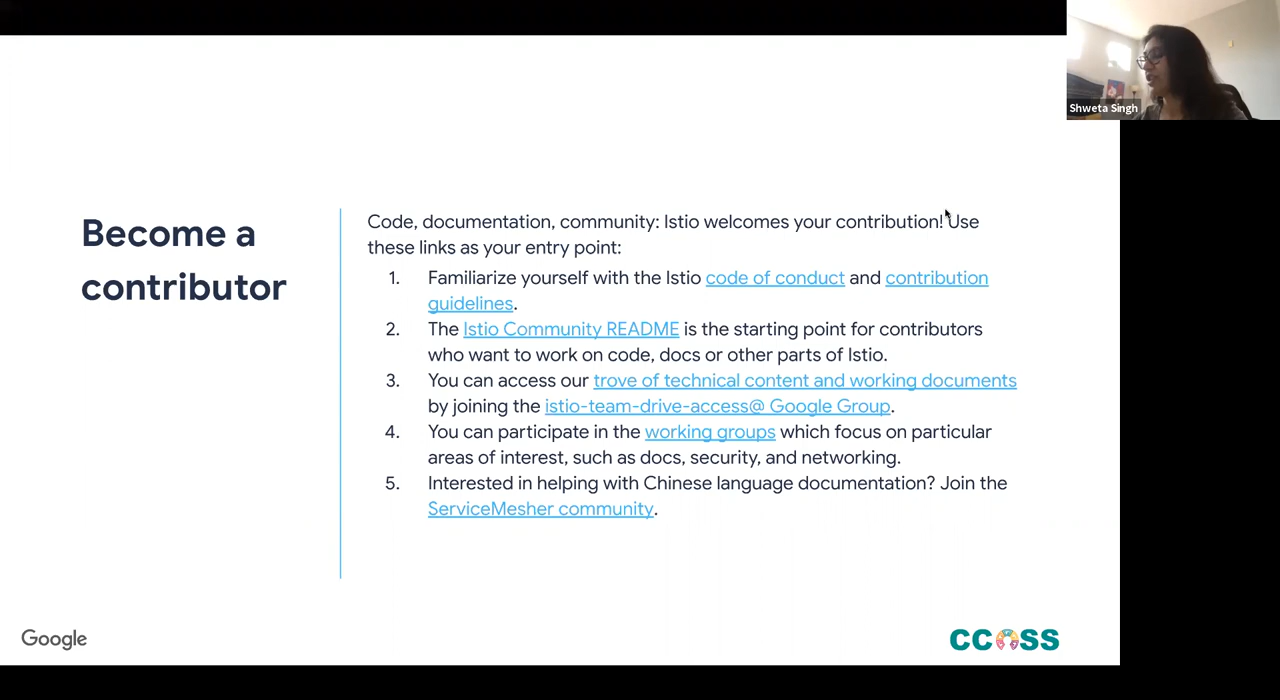 Shweta Singh
Become a
contributor
Code, documentation, community: Istio welcomes your contribution! Use
these links as your entry point:
1. Familiarize yourself with the Istio code of conduct and contribution
guidelines.
2. The Istio Community README is the starting point for contributors
who want to work on code, docs or other parts of Istio.
3. You can access our trove of technical content and working documents
by joining the istio-team-drive-access@ Google Group.
4. You can participate in the working groups which focus on particular
areas of interest, such as docs, security, and networking.
5. Interested in helping with Chinese language documentation? Join the
ServiceMesher community.
Google
CCOSS